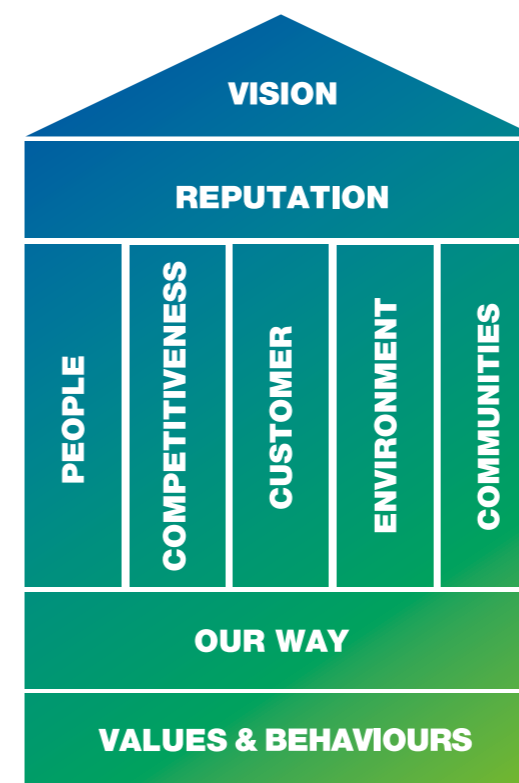 VISION
REPUTATION
PEOPLE
COMPETITIVENESS
CUSTOMER
ENVIRONMENT
COMMUNITIES
OUR WAY
VALUES & BEHAVIOURS